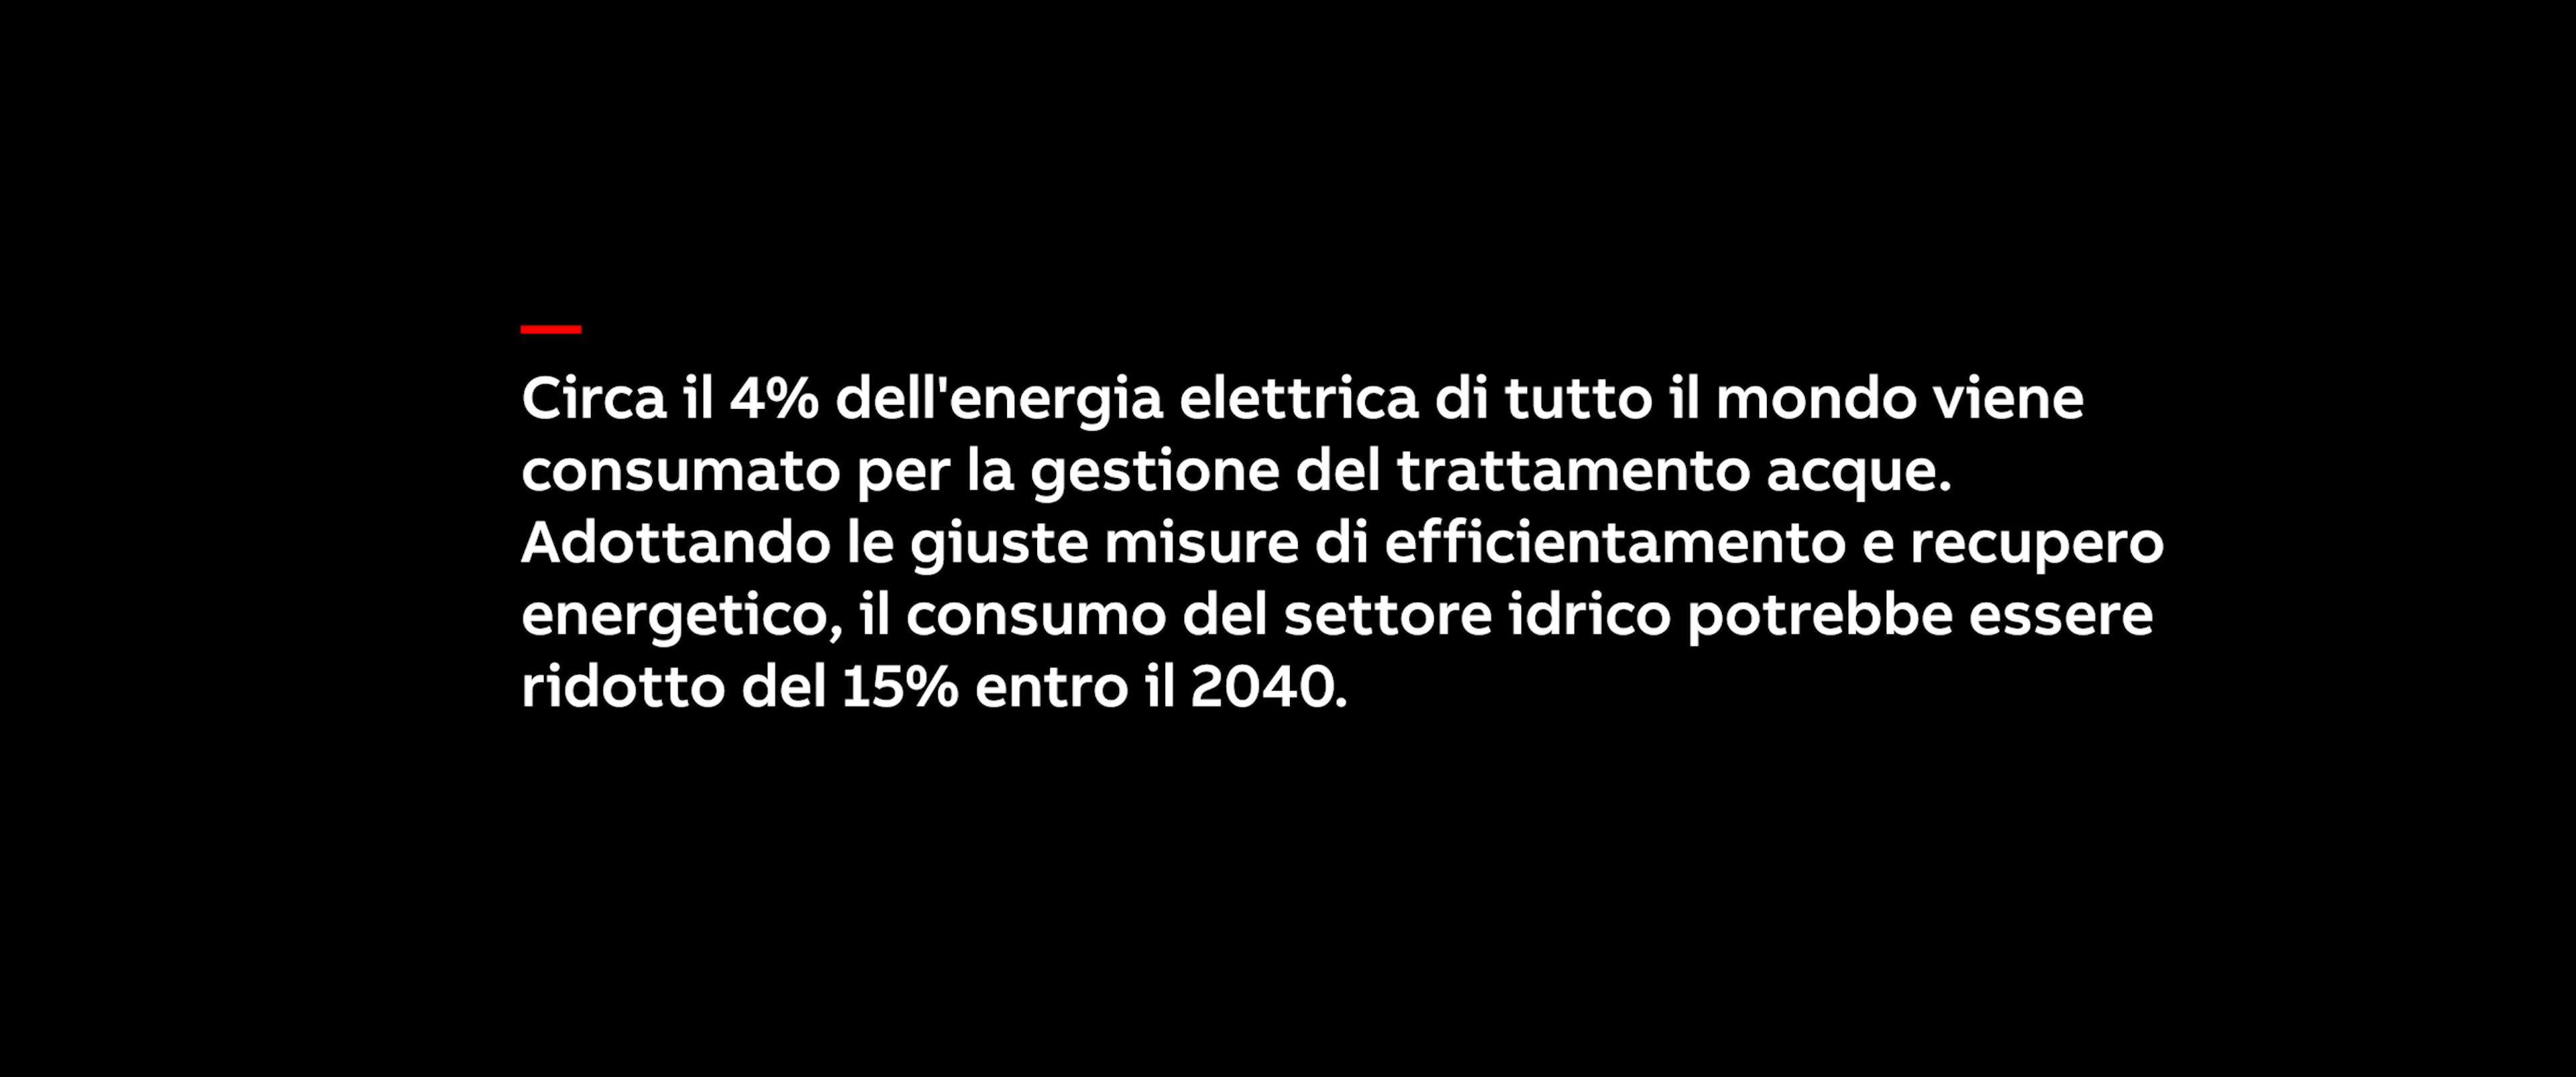 Circa il 4% dell'energia elettrica di tutto il mondo viene
consumato per la gestione del trattamento acque.
Adottando le giuste misure di efficientamento e recupero
energetico, il consumo del settore idrico potrebbe essere
ridotto del 15% entro il 2040.